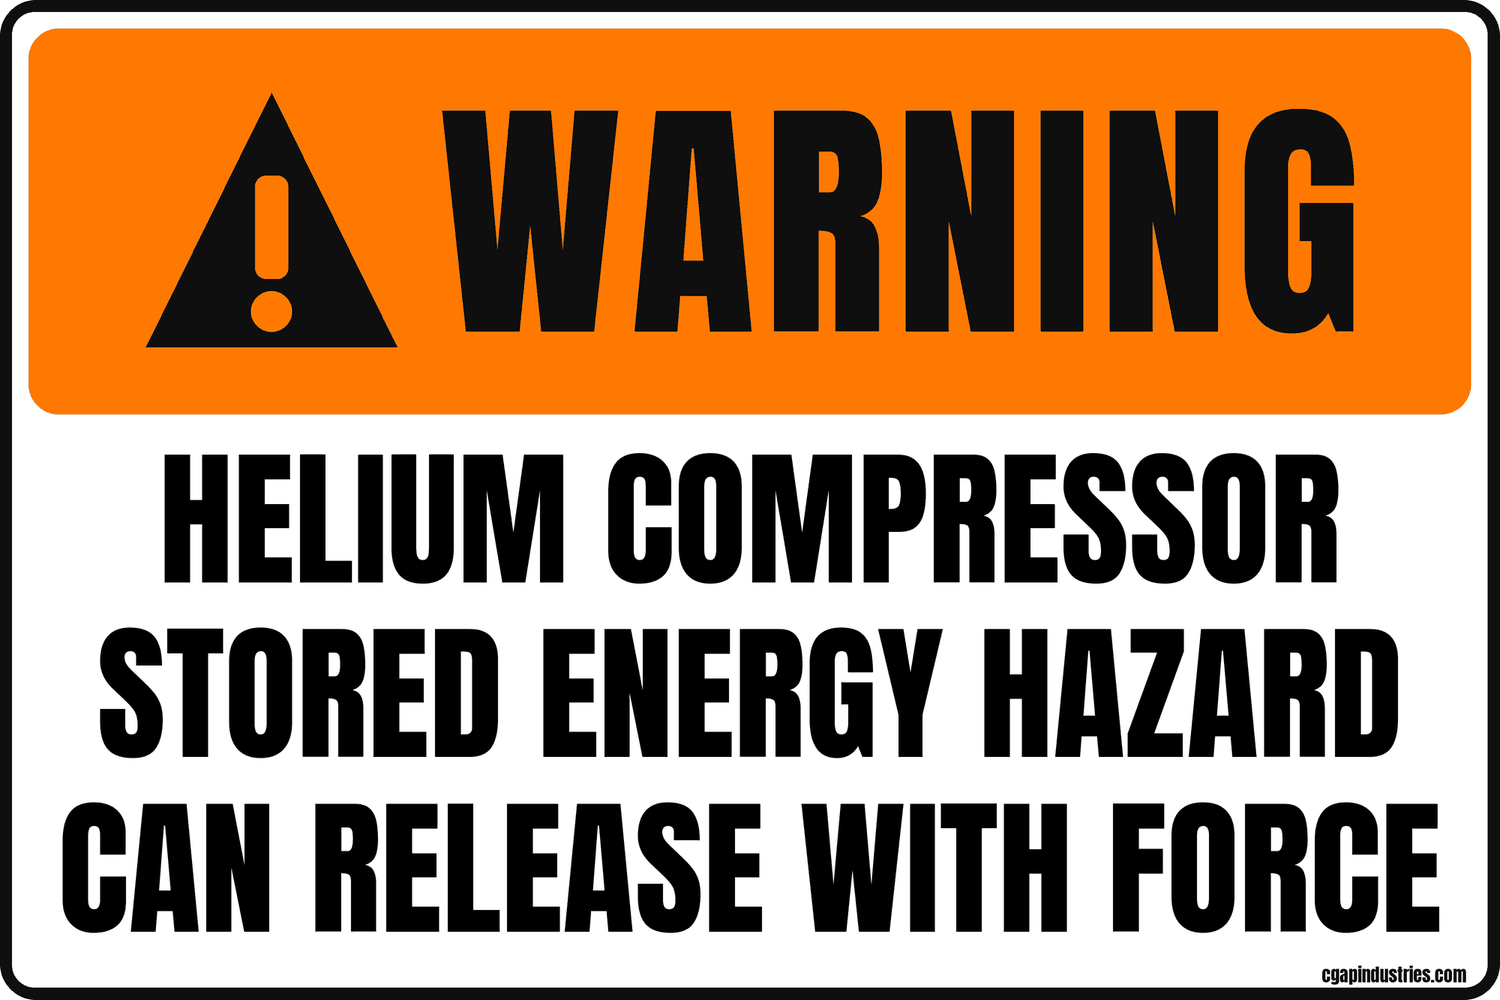 WARNING
HELIUM COMPRESSOR
STORED ENERGY HAZARD
CAN RELEASE WITH FORCE
cgapindustries.com